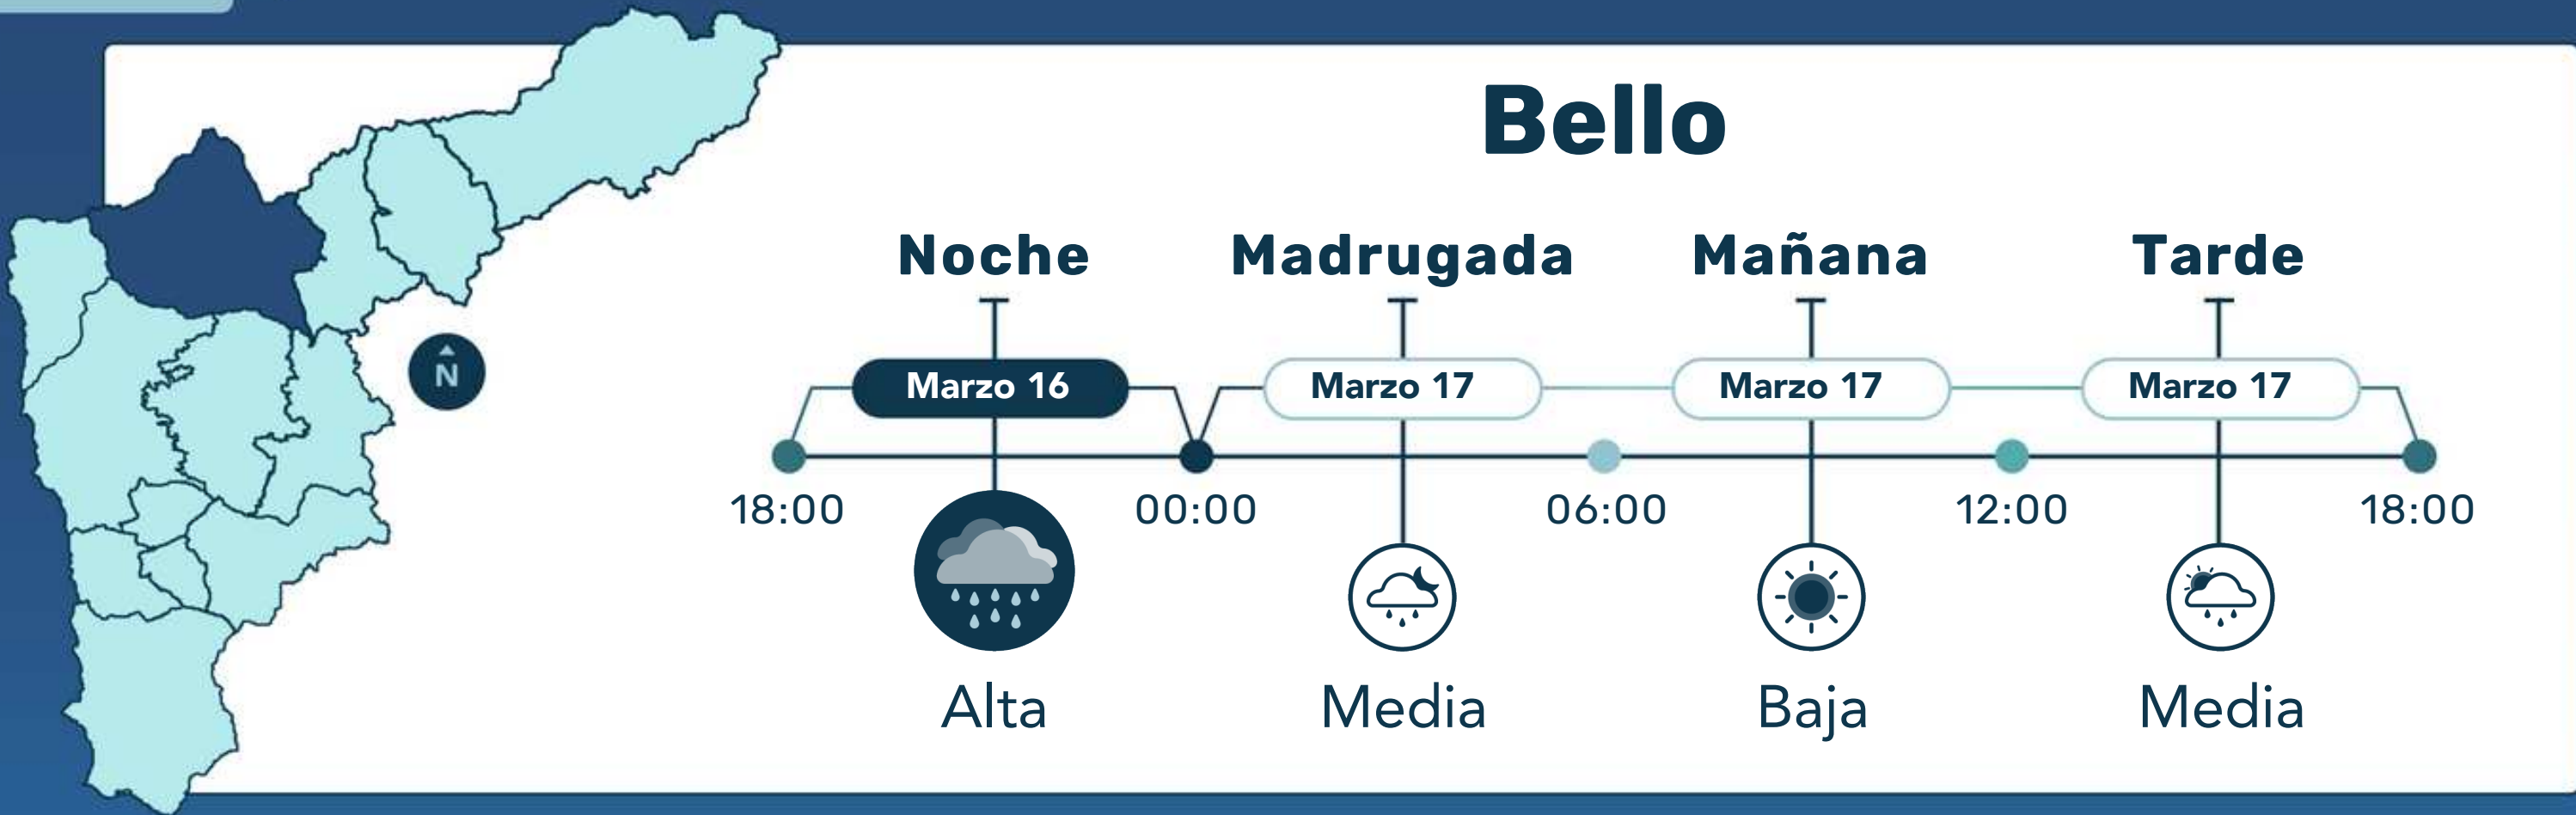 Bello
Noche Madrugada Mañana Tarde
Marzo 16 Marzo 17 Marzo 17 Marzo 17
N
18:00 00:00 06:00 12:00 18:00
Alta Media Baja Media